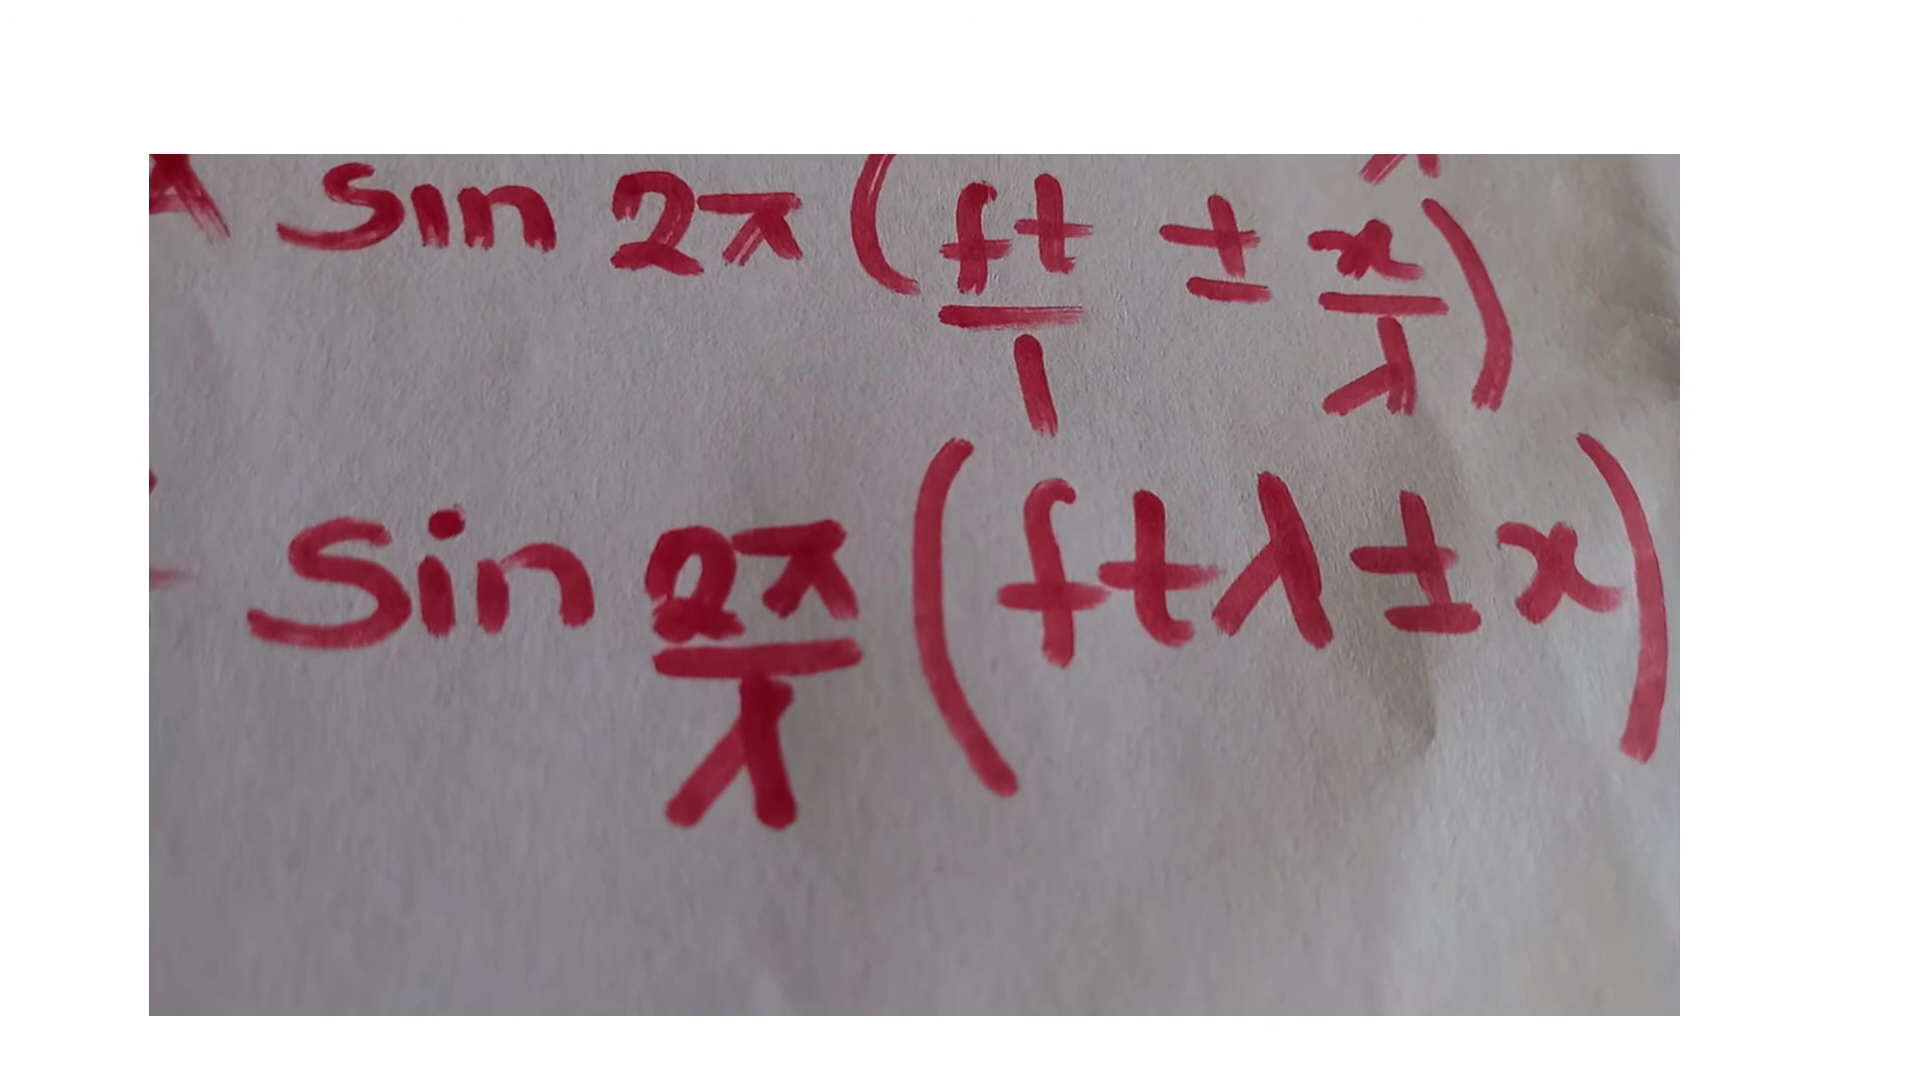 A sin 2π (ft/1 ± x/λ)
sin 2π/λ (ftλ ± x)